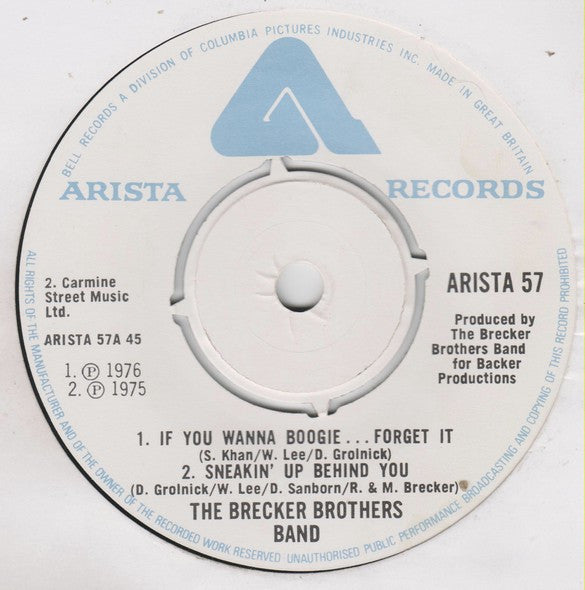 BELL RECORDS A DIVISION OF COLUMBIA PICTURES INDUSTRIES INC. MADE IN GREAT BRITAIN
ARISTA RECORDS
2. Carmine
Street Music
Ltd.
ARISTA 57A 45
1. Ⓟ 1976
2. Ⓟ 1975
ARISTA 57
Produced by
The Brecker
Brothers Band
for Backer
Productions
1. IF YOU WANNA BOOGIE... FORGET IT
(S. Khan/W. Lee/D. Grolnick)
2. SNEAKIN' UP BEHIND YOU
(D. Grolnick/W. Lee/D. Sanborn/R. & M. Brecker)
THE BRECKER BROTHERS
BAND
ALL RIGHTS OF THE MANUFACTURER AND OF THE OWNER OF THE RECORDED WORK RESERVED UNAUTHORISED PUBLIC PERFORMANCE BROADCASTING AND COPYING OF THIS RECORD PROHIBITED